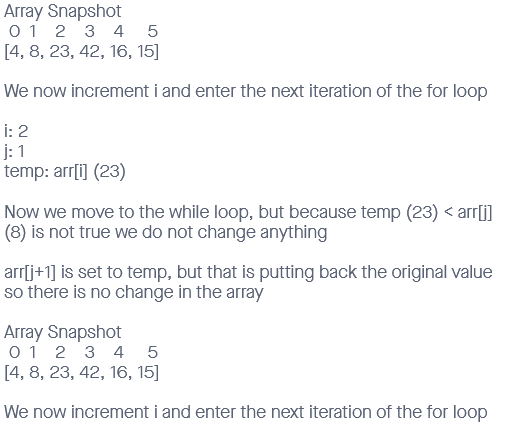 Array Snapshot
0 1 2 3 4 5
[4, 8, 23, 42, 16, 15]
We now increment i and enter the next iteration of the for loop
i: 2
j: 1
temp: arr[i] (23)
Now we move to the while loop, but because temp (23) < arr[j]
(8) is not true we do not change anything
arr[j+1] is set to temp, but that is putting back the original value
so there is no change in the array
Array Snapshot
0 1 2 3 4 5
[4, 8, 23, 42, 16, 15]
We now increment i and enter the next iteration of the for loop